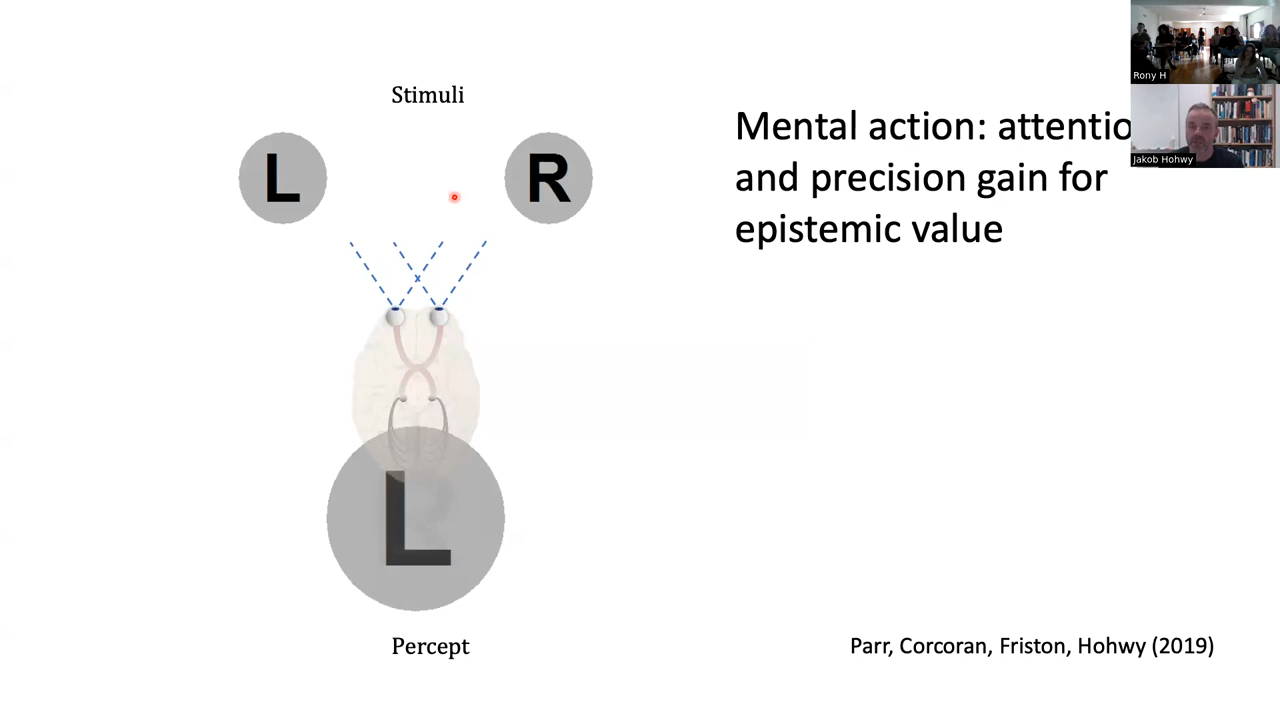 Stimuli
L
R
Mental action: attentio
and precision gain for
epistemic value
L
Percept
Parr, Corcoran, Friston, Hohwy (2019)
Rony H
Jakob Hohwy